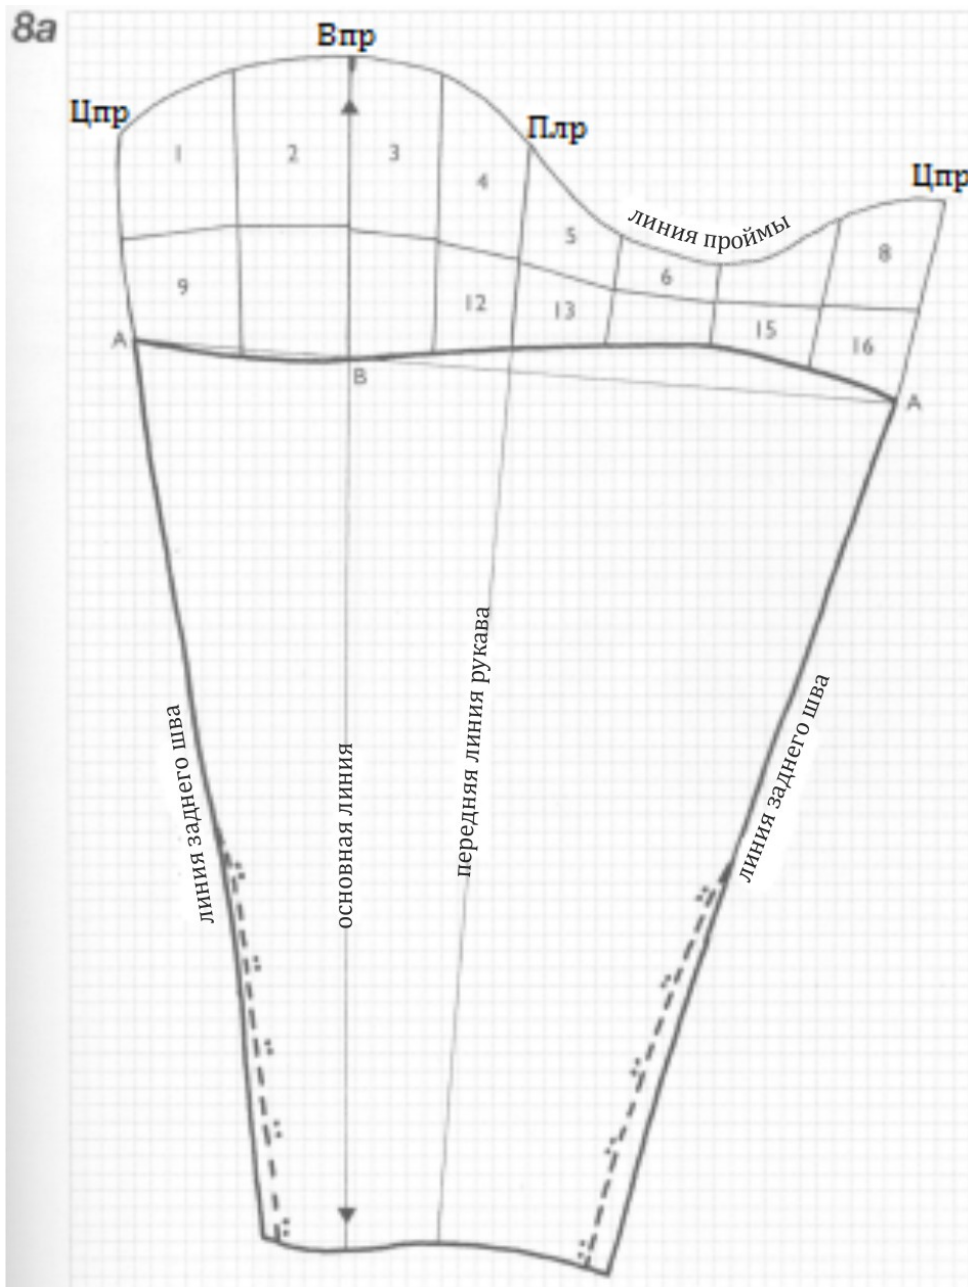 8a
Впр
Цпр
Плр
Цпр
1
2
3
4
5
линия проймы
6
8
9
12
13
15
16
A
B
A
линия заднего шва
основная линия
передняя линия рукава
линия заднего шва